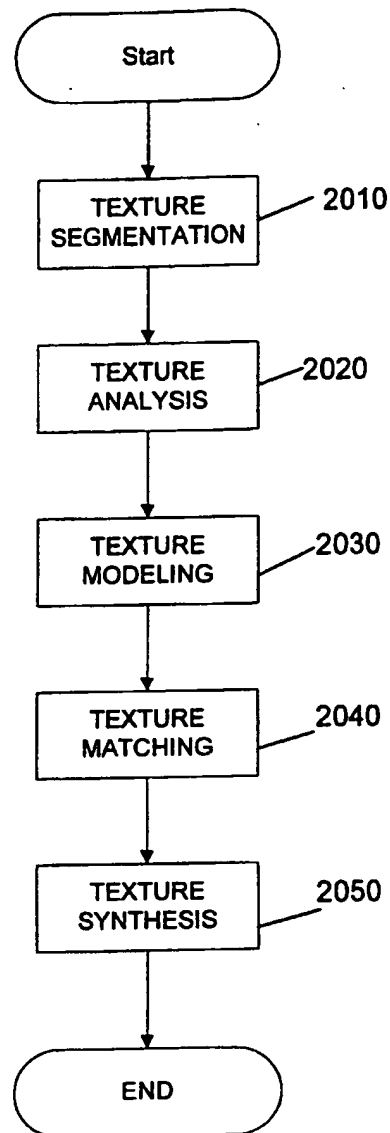 Start
TEXTURE
SEGMENTATION
2010
TEXTURE
ANALYSIS
2020
TEXTURE
MODELING
2030
TEXTURE
MATCHING
2040
TEXTURE
SYNTHESIS
2050
END